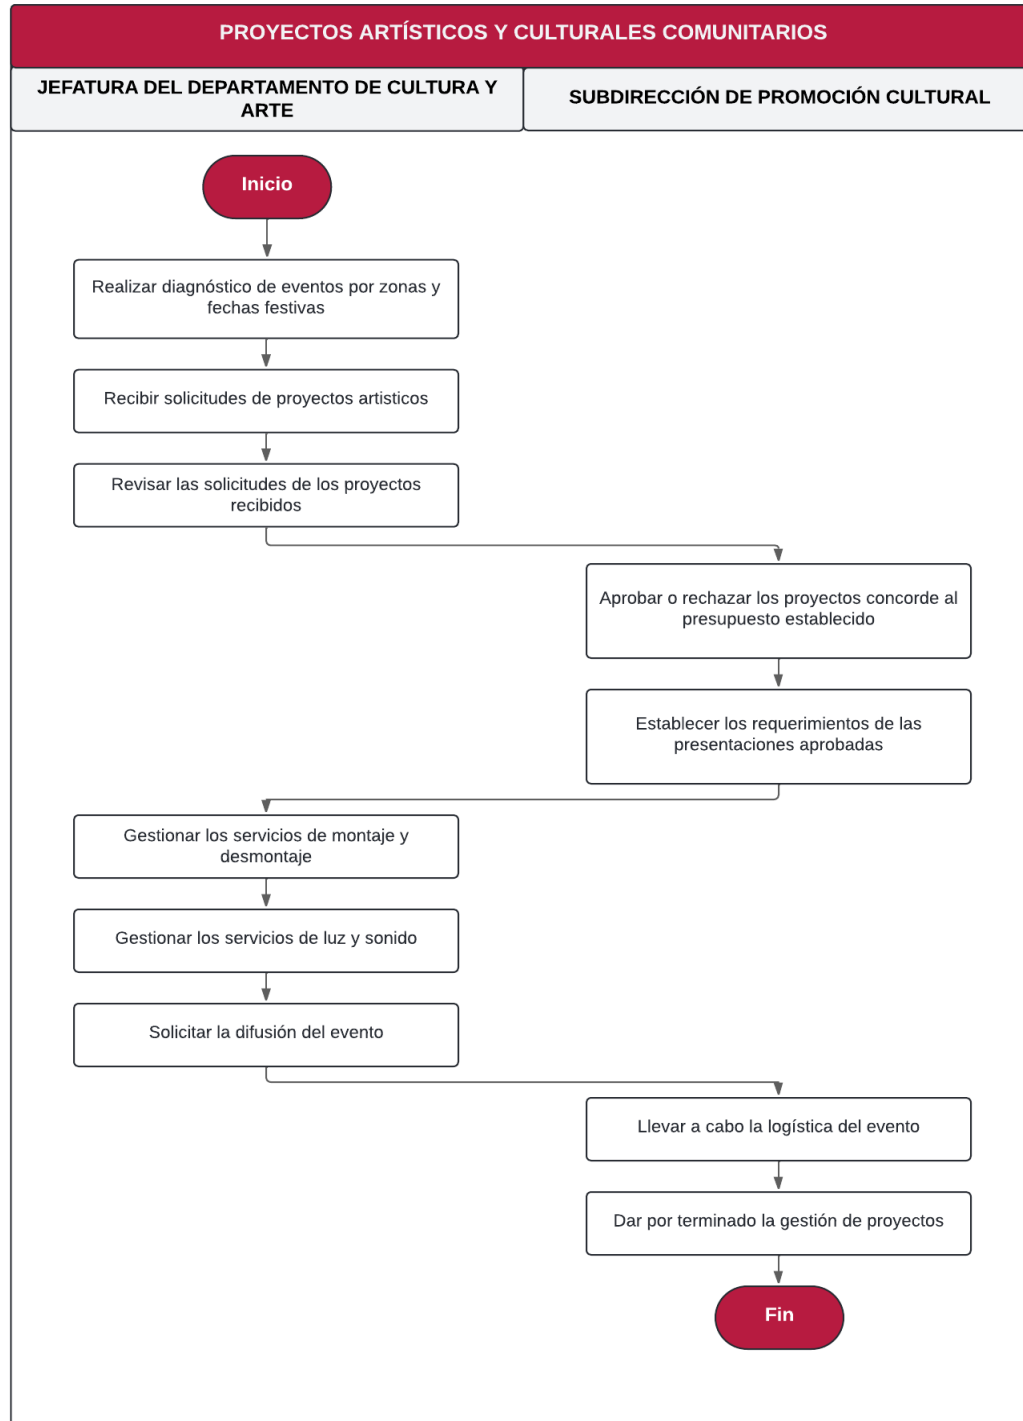 PROYECTOS ARTÍSTICOS Y CULTURALES COMUNITARIOS
JEFATURA DEL DEPARTAMENTO DE CULTURA Y
ARTE
SUBDIRECCIÓN DE PROMOCIÓN CULTURAL
Inicio
Realizar diagnóstico de eventos por zonas y
fechas festivas
Recibir solicitudes de proyectos artisticos
Revisar las solicitudes de los proyectos
recibidos
Aprobar o rechazar los proyectos concorde al
presupuesto establecido
Establecer los requerimientos de las
presentaciones aprobadas
Gestionar los servicios de montaje y
desmontaje
Gestionar los servicios de luz y sonido
Solicitar la difusión del evento
Llevar a cabo la logística del evento
Dar por terminado la gestión de proyectos
Fin